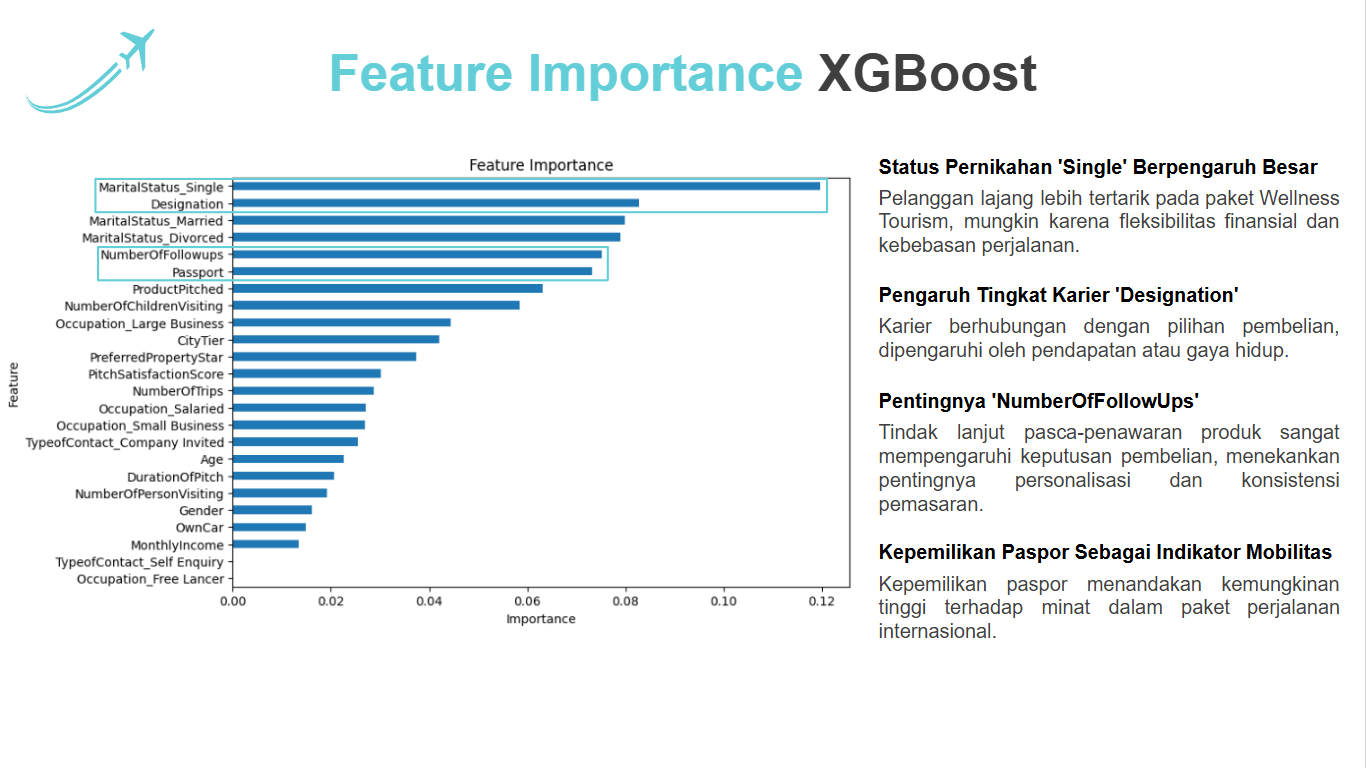 Feature Importance XGBoost
Feature Importance
MaritalStatus_Single
Designation
MaritalStatus_Married
MaritalStatus_Divorced
NumberOfFollowups
Passport
ProductPitched
NumberOfChildrenVisiting
Occupation_Large Business
CityTier
PreferredPropertyStar
PitchSatisfactionScore
NumberOfTrips
Occupation_Salaried
Occupation_Small Business
TypeofContact_Company Invited
Age
DurationOfPitch
NumberOfPersonVisiting
Gender
OwnCar
MonthlyIncome
TypeofContact_Self Enquiry
Occupation_Free Lancer
Feature
0.00 0.02 0.04 0.06 0.08 0.10 0.12
Importance
Status Pernikahan 'Single' Berpengaruh Besar
Pelanggan lajang lebih tertarik pada paket Wellness
Tourism, mungkin karena fleksibilitas finansial dan
kebebasan perjalanan.
Pengaruh Tingkat Karier 'Designation'
Karier berhubungan dengan pilihan pembelian,
dipengaruhi oleh pendapatan atau gaya hidup.
Pentingnya 'NumberOfFollowUps'
Tindak lanjut pasca-penawaran produk sangat
mempengaruhi keputusan pembelian, menekankan
pentingnya personalisasi dan konsistensi
pemasaran.
Kepemilikan Paspor Sebagai Indikator Mobilitas
Kepemilikan paspor menandakan kemungkinan
tinggi terhadap minat dalam paket perjalanan
internasional.